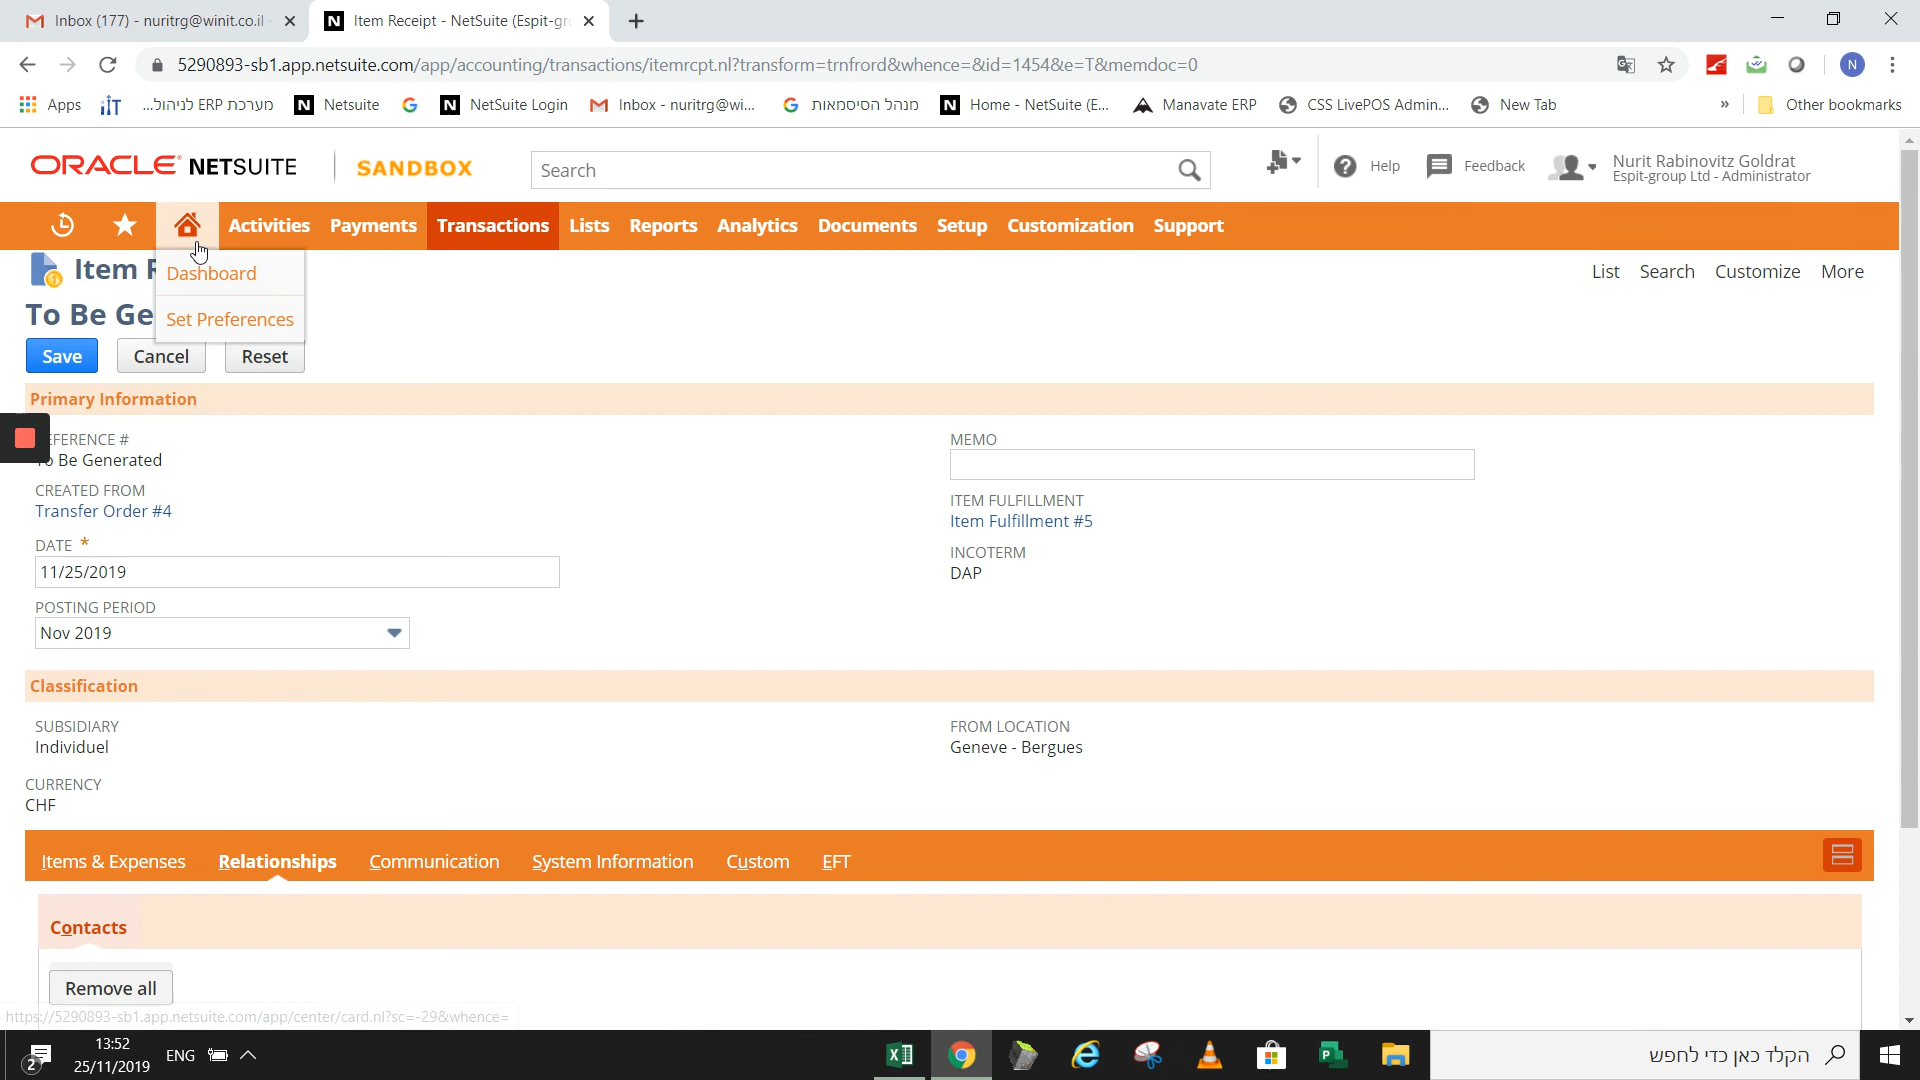 Inbox (177) - nuritrg@winit.co.il
Item Receipt - NetSuite (Espit-gr
5290893-sb1.app.netsuite.com/app/accounting/transactions/itemrcpt.nl?transform=trnfrord&whence=&id=1454&e=T&memdoc=0
Apps
מערכת ERP לניהול...
Netsuite
NetSuite Login
Inbox - nuritrg@wi...
מנהל הסיסמאות
Home - NetSuite (E...
Manavate ERP
CSS LivePOS Admin...
New Tab
»
Other bookmarks
ORACLE NETSUITE
SANDBOX
Search
Help
Feedback
Nurit Rabinovitz Goldrat
Espit-group Ltd - Administrator
Activities Payments Transactions Lists Reports Analytics Documents Setup Customization Support
Dashboard
Set Preferences
Item R
List Search Customize More
To Be Ge
Save Cancel Reset
Primary Information
EFERENCE #
To Be Generated
CREATED FROM
Transfer Order #4
DATE *
11/25/2019
POSTING PERIOD
Nov 2019
MEMO
ITEM FULFILLMENT
Item Fulfillment #5
INCOTERM
DAP
Classification
SUBSIDIARY
Individuel
FROM LOCATION
Geneve - Bergues
CURRENCY
CHF
Items & Expenses Relationships Communication System Information Custom EFT
Contacts
Remove all
https://5290893-sb1.app.netsuite.com/app/center/card.nl?sc=-29&whence=
2
13:52
25/11/2019
ENG
הקלד כאן כדי לחפש